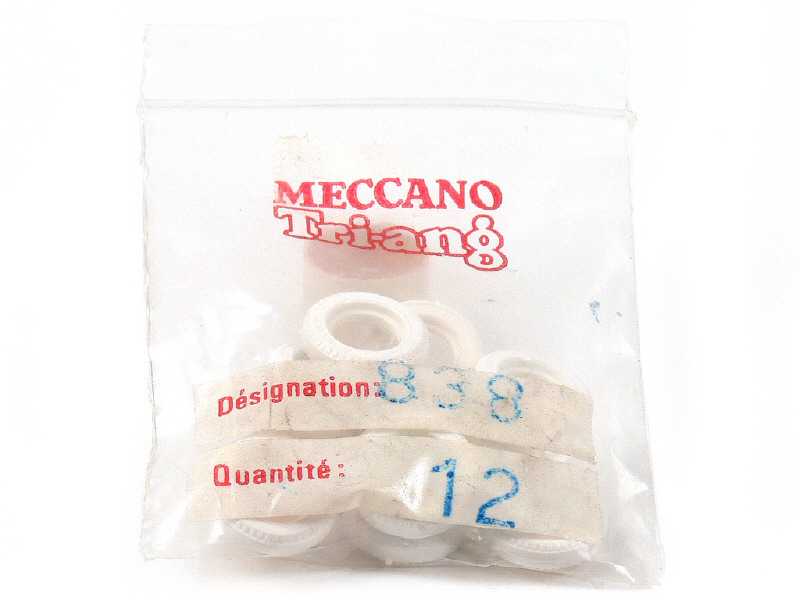 MECCANO
Tri-ang
Désignation: 838
Quantité: 12